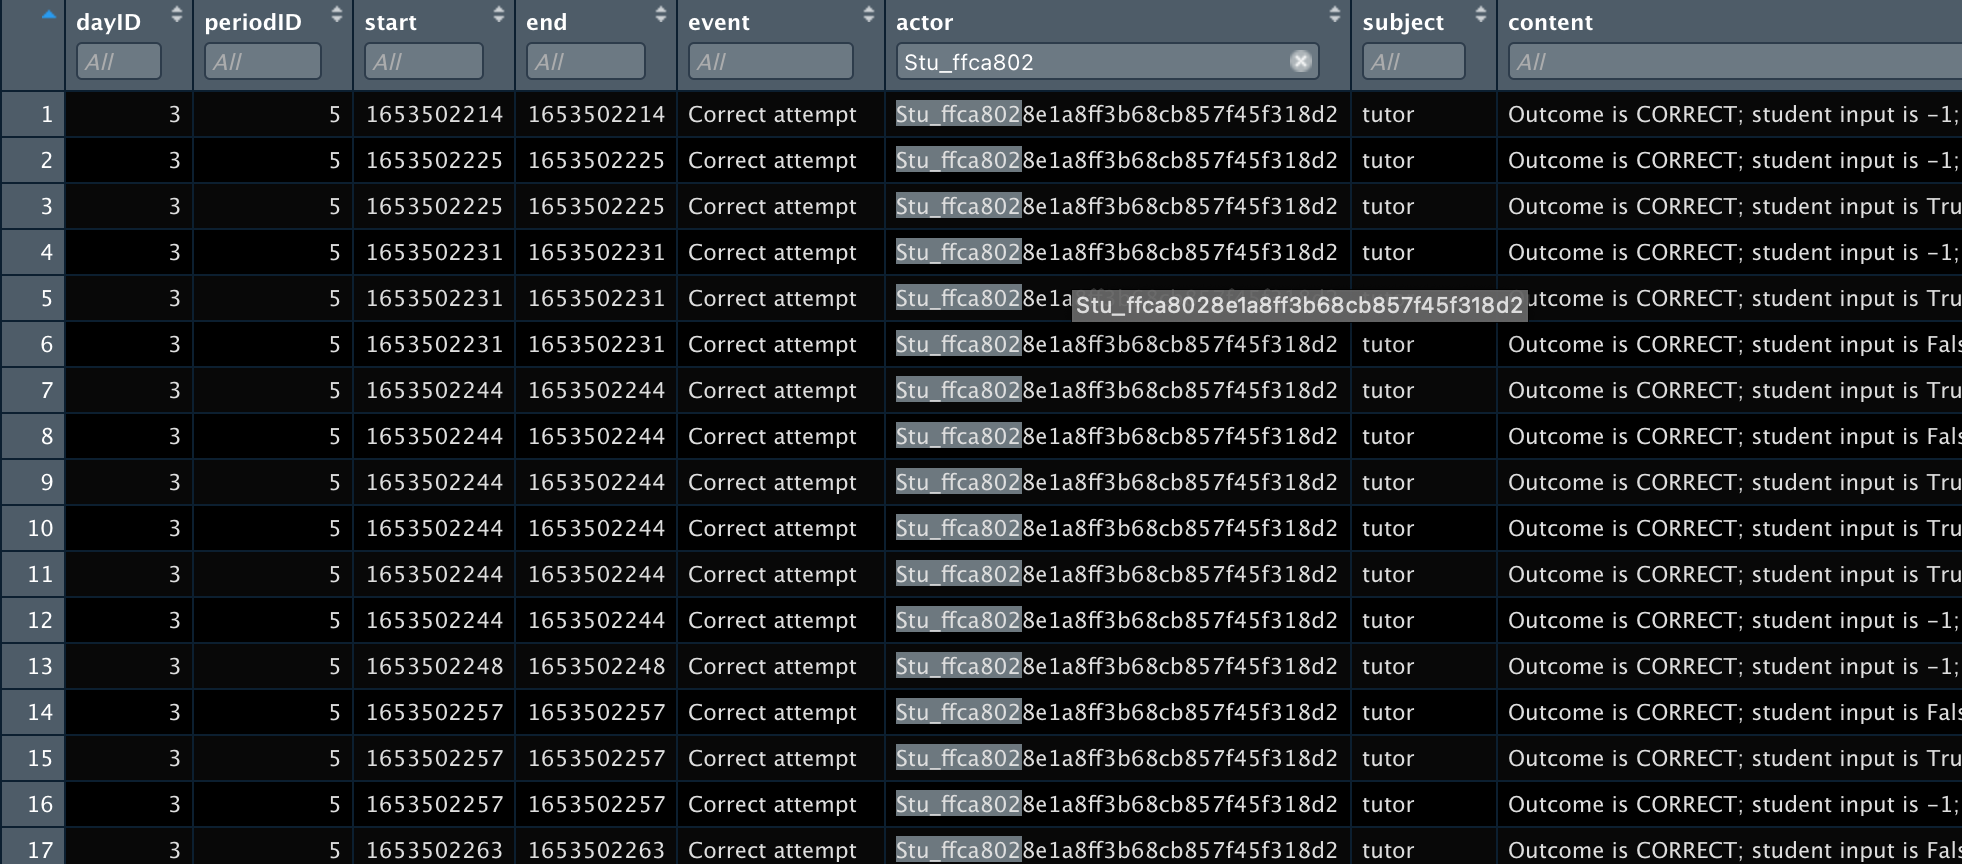 dayID periodID start end event actor subject content
All All All All All Stu_ffca802 All All
1 3 5 1653502214 1653502214 Correct attempt Stu_ffca8028e1a8ff3b68cb857f45f318d2 tutor Outcome is CORRECT; student input is -1;
2 3 5 1653502225 1653502225 Correct attempt Stu_ffca8028e1a8ff3b68cb857f45f318d2 tutor Outcome is CORRECT; student input is -1;
3 3 5 1653502225 1653502225 Correct attempt Stu_ffca8028e1a8ff3b68cb857f45f318d2 tutor Outcome is CORRECT; student input is Tru
4 3 5 1653502231 1653502231 Correct attempt Stu_ffca8028e1a8ff3b68cb857f45f318d2 tutor Outcome is CORRECT; student input is -1;
5 3 5 1653502231 1653502231 Correct attempt Stu_ffca8028e1a Stu_ffca8028e1a8ff3b68cb857f45f318d2 utcome is CORRECT; student input is Tru
6 3 5 1653502231 1653502231 Correct attempt Stu_ffca8028e1a8ff3b68cb857f45f318d2 tutor Outcome is CORRECT; student input is Fals
7 3 5 1653502244 1653502244 Correct attempt Stu_ffca8028e1a8ff3b68cb857f45f318d2 tutor Outcome is CORRECT; student input is Tru
8 3 5 1653502244 1653502244 Correct attempt Stu_ffca8028e1a8ff3b68cb857f45f318d2 tutor Outcome is CORRECT; student input is Fals
9 3 5 1653502244 1653502244 Correct attempt Stu_ffca8028e1a8ff3b68cb857f45f318d2 tutor Outcome is CORRECT; student input is Tru
10 3 5 1653502244 1653502244 Correct attempt Stu_ffca8028e1a8ff3b68cb857f45f318d2 tutor Outcome is CORRECT; student input is Tru
11 3 5 1653502244 1653502244 Correct attempt Stu_ffca8028e1a8ff3b68cb857f45f318d2 tutor Outcome is CORRECT; student input is Tru
12 3 5 1653502244 1653502244 Correct attempt Stu_ffca8028e1a8ff3b68cb857f45f318d2 tutor Outcome is CORRECT; student input is -1;
13 3 5 1653502248 1653502248 Correct attempt Stu_ffca8028e1a8ff3b68cb857f45f318d2 tutor Outcome is CORRECT; student input is -1;
14 3 5 1653502257 1653502257 Correct attempt Stu_ffca8028e1a8ff3b68cb857f45f318d2 tutor Outcome is CORRECT; student input is Fals
15 3 5 1653502257 1653502257 Correct attempt Stu_ffca8028e1a8ff3b68cb857f45f318d2 tutor Outcome is CORRECT; student input is Tru
16 3 5 1653502257 1653502257 Correct attempt Stu_ffca8028e1a8ff3b68cb857f45f318d2 tutor Outcome is CORRECT; student input is -1;
17 3 5 1653502263 1653502263 Correct attempt Stu_ffca8028e1a8ff3b68cb857f45f318d2 tutor Outcome is CORRECT; student input is Fals